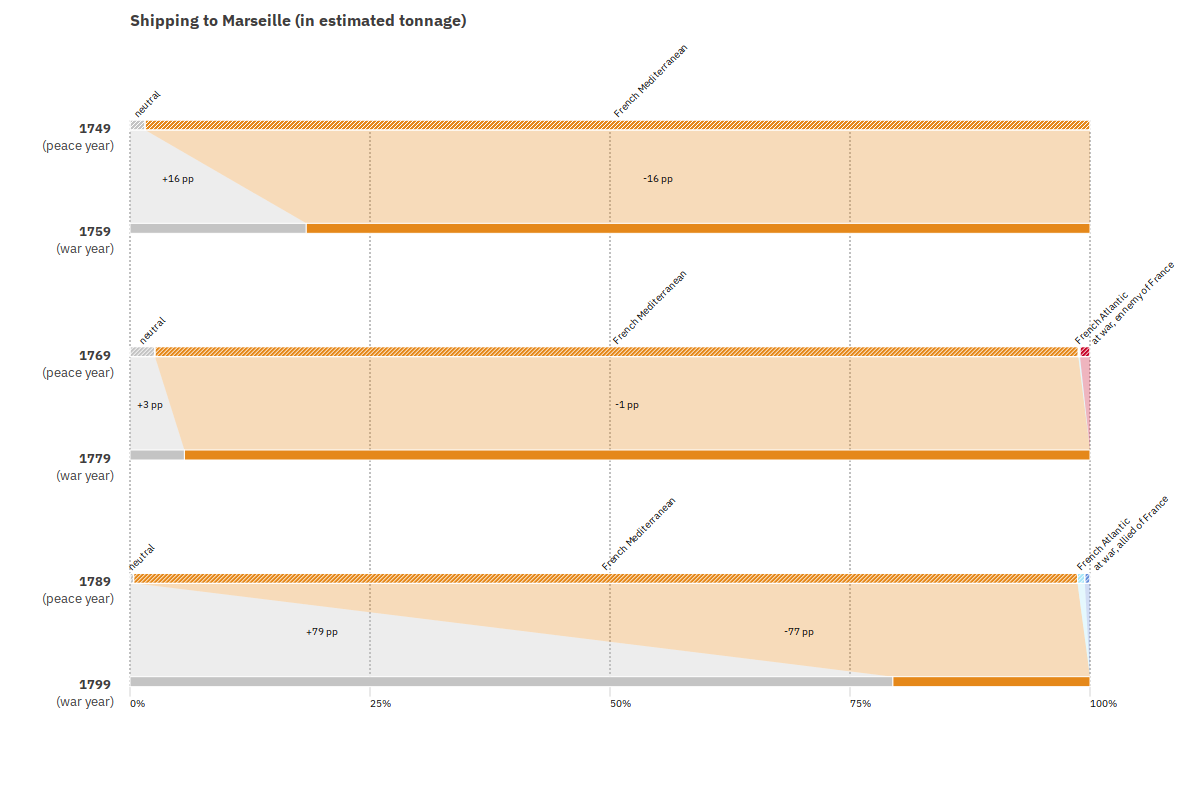 Shipping to Marseille (in estimated tonnage)
neutral
French Mediterranean
1749
(peace year)
+16 pp
-16 pp
1759
(war year)
neutral
French Mediterranean
French Atlantic
at war, ennemy of France
1769
(peace year)
+3 pp
-1 pp
1779
(war year)
neutral
French Mediterranean
French Atlantic
at war, allied of France
1789
(peace year)
+79 pp
-77 pp
1799
(war year)
0%
25%
50%
75%
100%